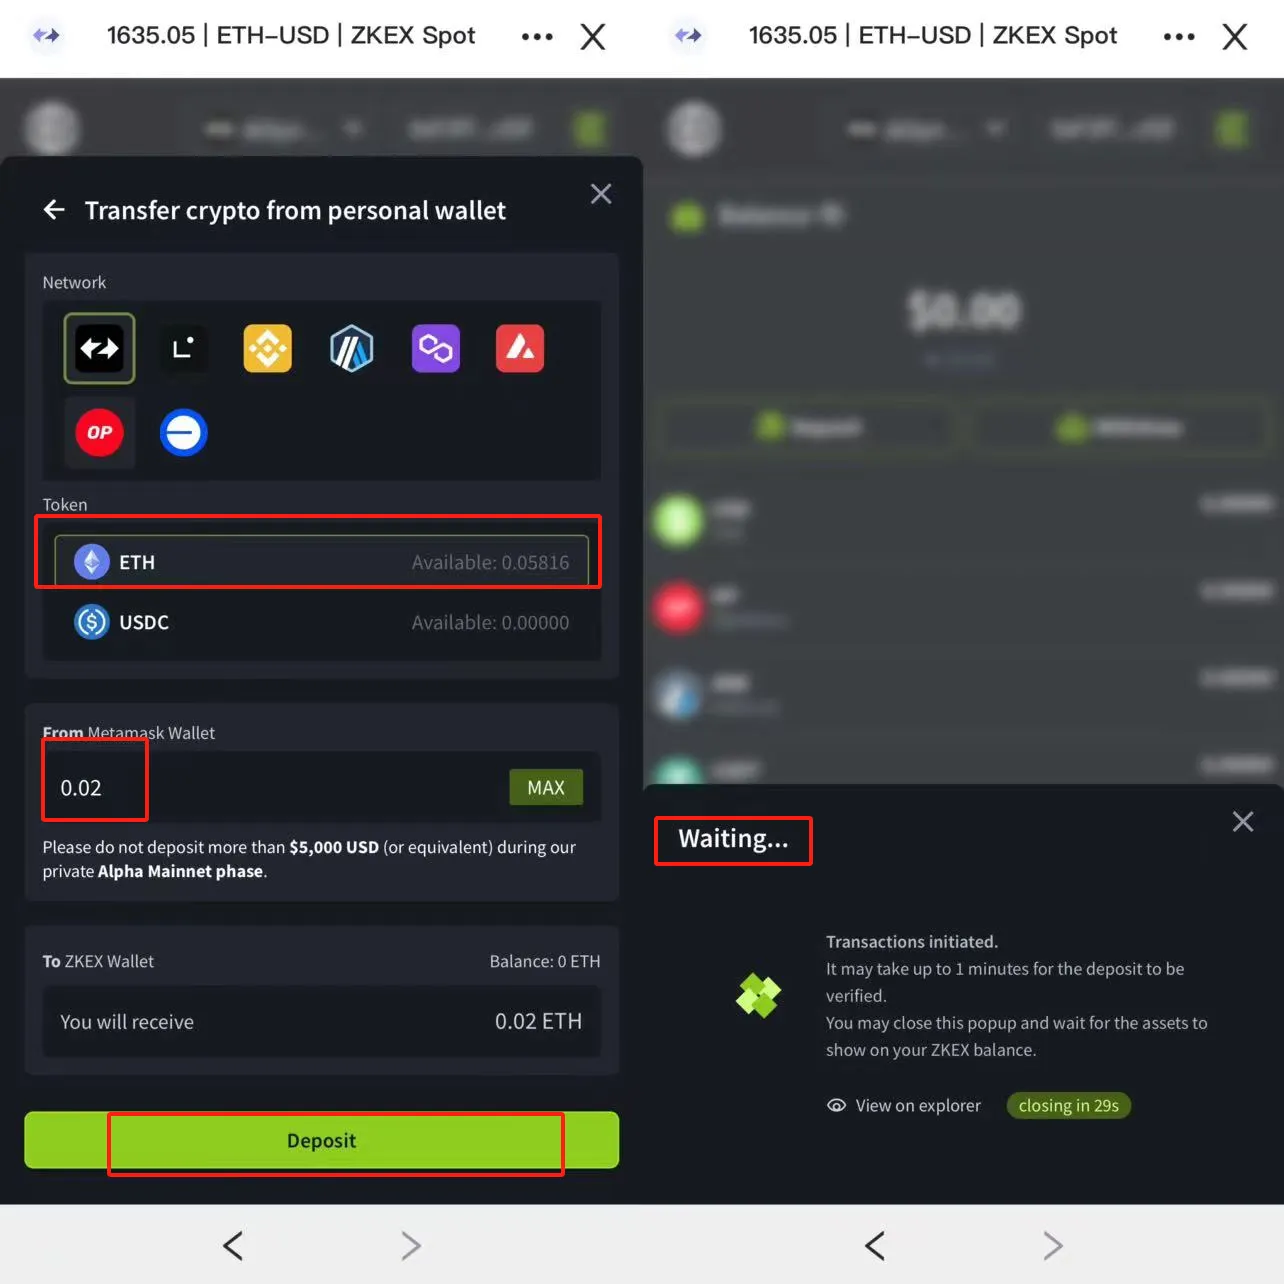 1635.05 | ETH-USD | ZKEX Spot
Transfer crypto from personal wallet
Network
OP
Token
ETH Available: 0.05816
USDC Available: 0.00000
From Metamask Wallet
0.02 MAX
Please do not deposit more than $5,000 USD (or equivalent) during our
private Alpha Mainnet phase.
To ZKEX Wallet Balance: 0 ETH
You will receive 0.02 ETH
Deposit
1635.05 | ETH-USD | ZKEX Spot
Balance
$0.00
Deposit Withdraw
Waiting...
Transactions initiated.
It may take up to 1 minutes for the deposit to be
verified.
You may close this popup and wait for the assets to
show on your ZKEX balance.
View on explorer closing in 29s